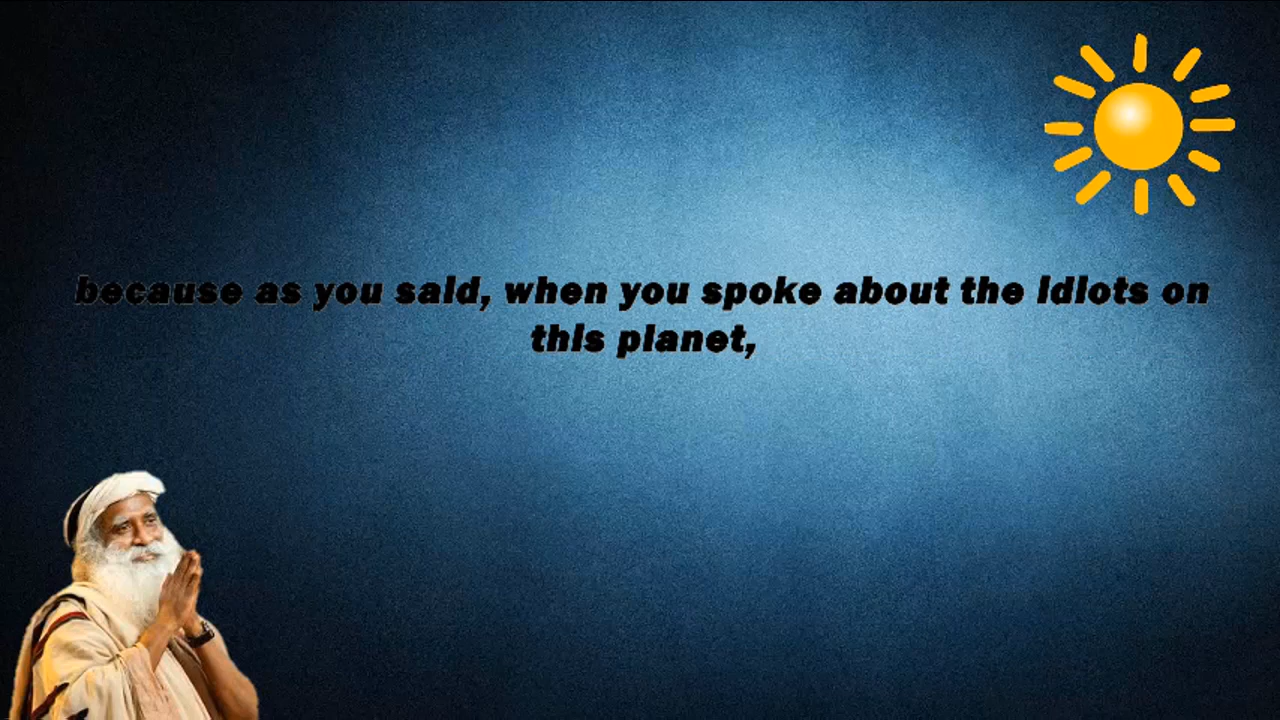 because as you said, when you spoke about the idiots on
this planet,